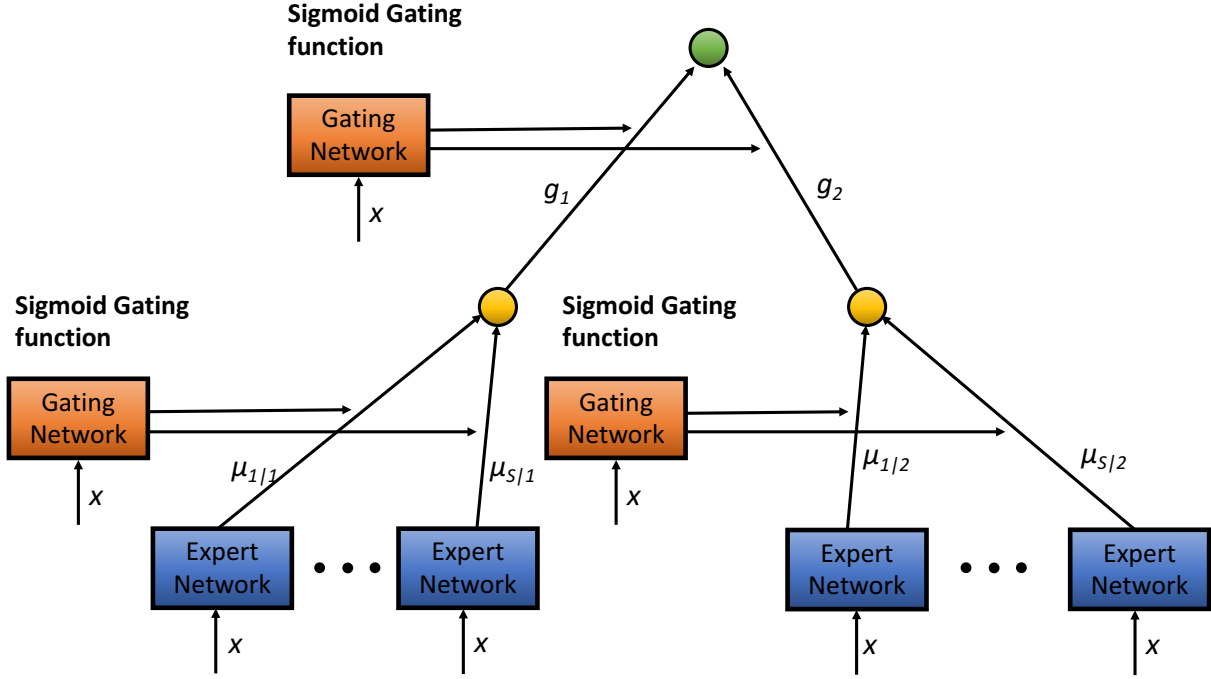 Sigmoid Gating
function
Gating
Network
x
g1
g2
Sigmoid Gating
function
Gating
Network
x
μ1|1
μS|1
Expert
Network
x
Expert
Network
x
Sigmoid Gating
function
Gating
Network
x
μ1|2
μS|2
Expert
Network
x
Expert
Network
x